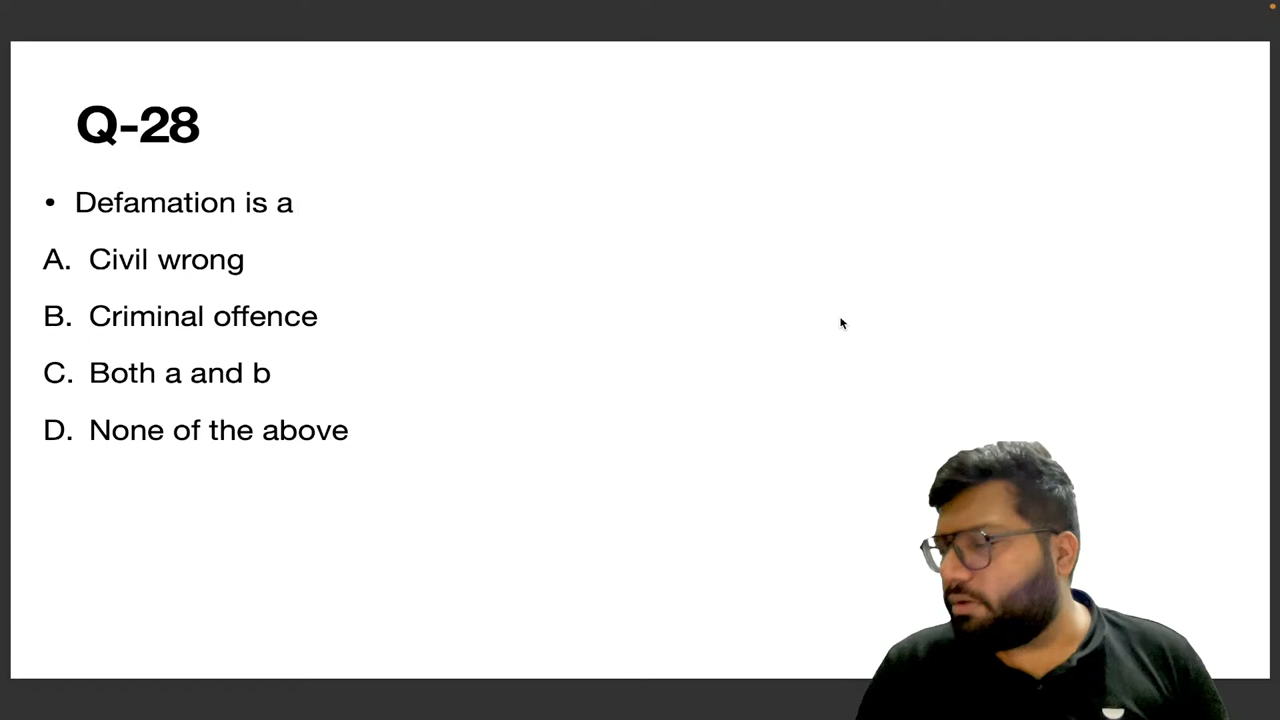 Q-28
• Defamation is a
A. Civil wrong
B. Criminal offence
C. Both a and b
D. None of the above